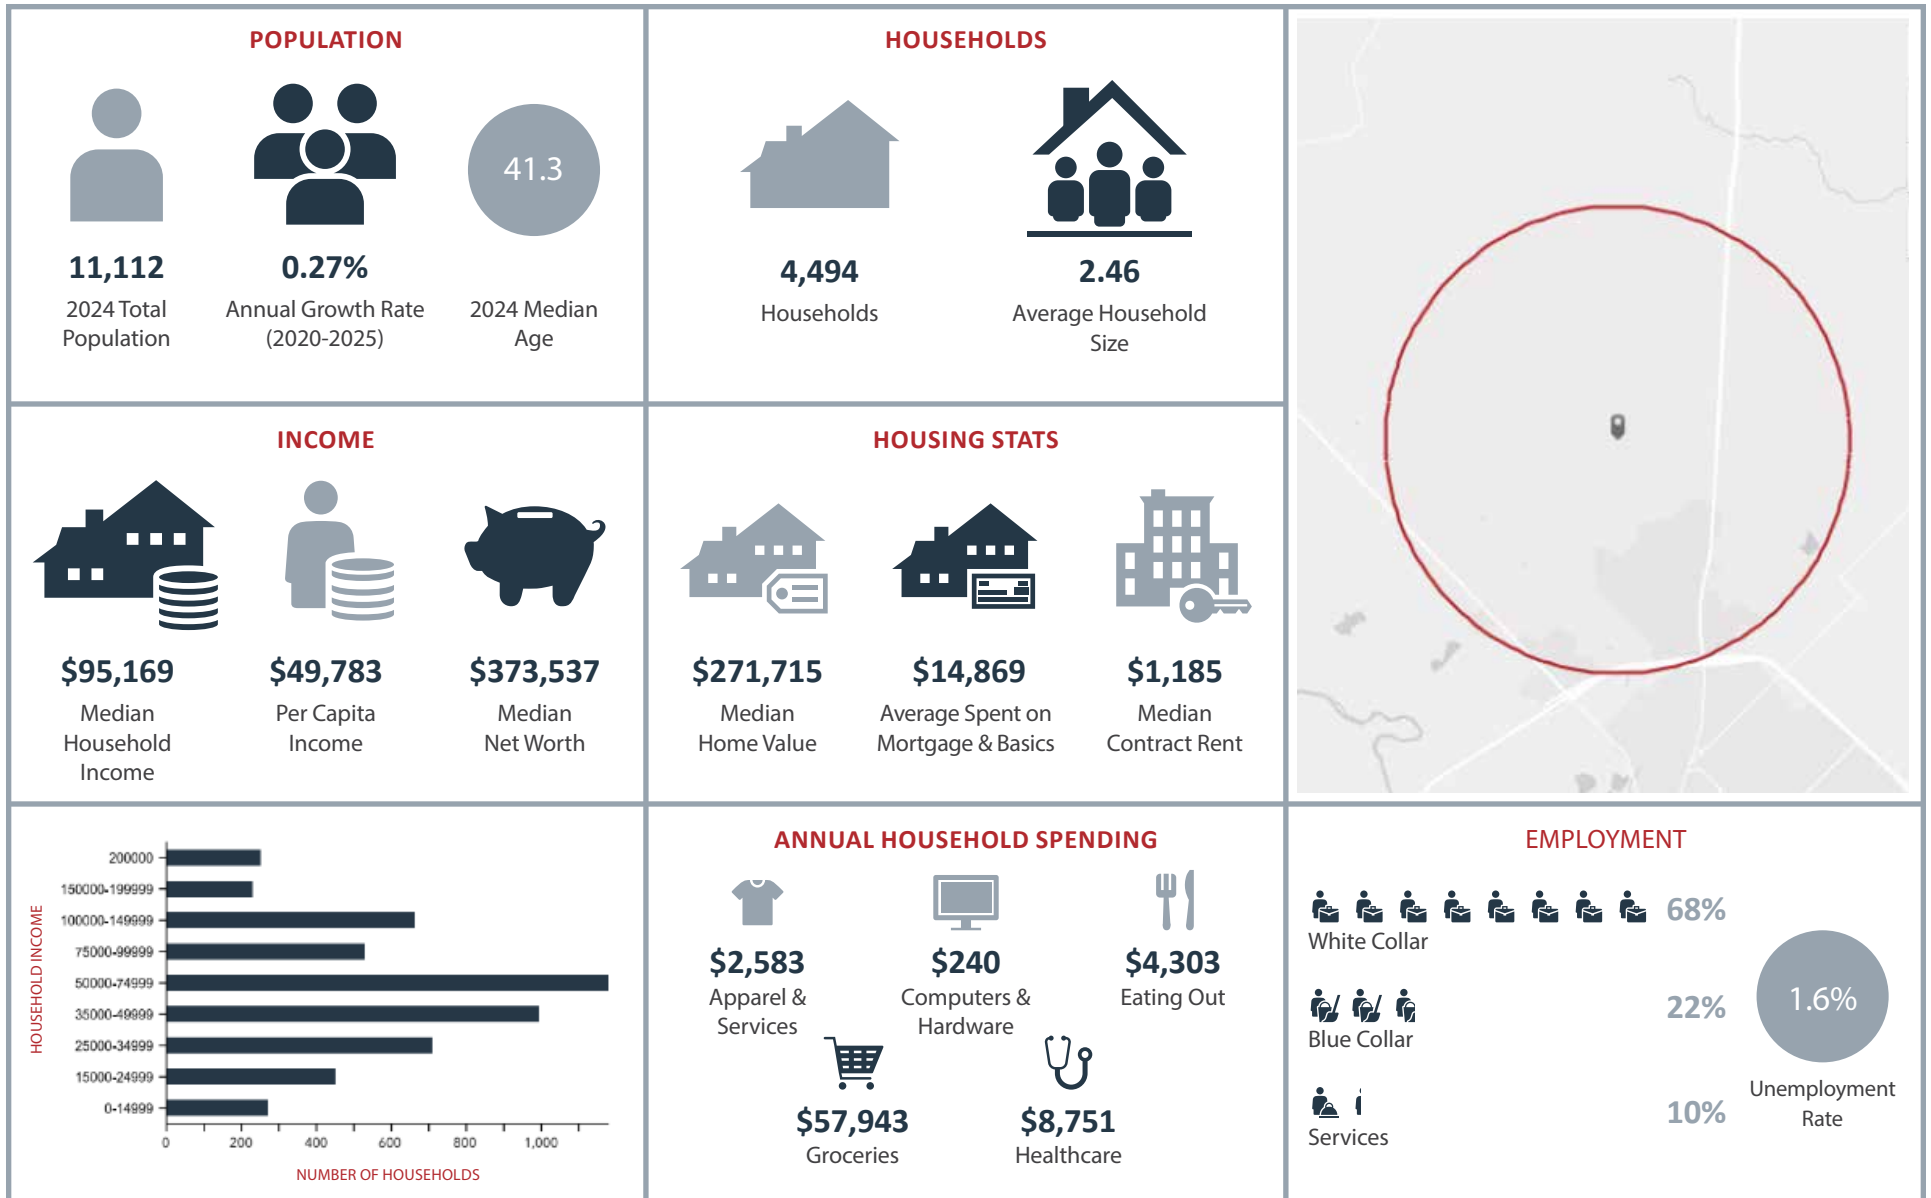 POPULATION
41.3
11,112
2024 Total
Population
0.27%
Annual Growth Rate
(2020-2025)
2024 Median
Age
HOUSEHOLDS
4,494
Households
2.46
Average Household
Size
INCOME
$95,169
Median
Household
Income
$49,783
Per Capita
Income
$373,537
Median
Net Worth
HOUSING STATS
$271,715
Median
Home Value
$14,869
Average Spent on
Mortgage & Basics
$1,185
Median
Contract Rent
HOUSEHOLD INCOME
200000
150000-199999
100000-149999
75000-99999
50000-74999
35000-49999
25000-34999
15000-24999
0-14999
0 200 400 600 800 1,000
NUMBER OF HOUSEHOLDS
ANNUAL HOUSEHOLD SPENDING
$2,583
Apparel &
Services
$240
Computers &
Hardware
$4,303
Eating Out
$57,943
Groceries
$8,751
Healthcare
EMPLOYMENT
68%
White Collar
22%
Blue Collar
10%
Services
1.6%
Unemployment
Rate